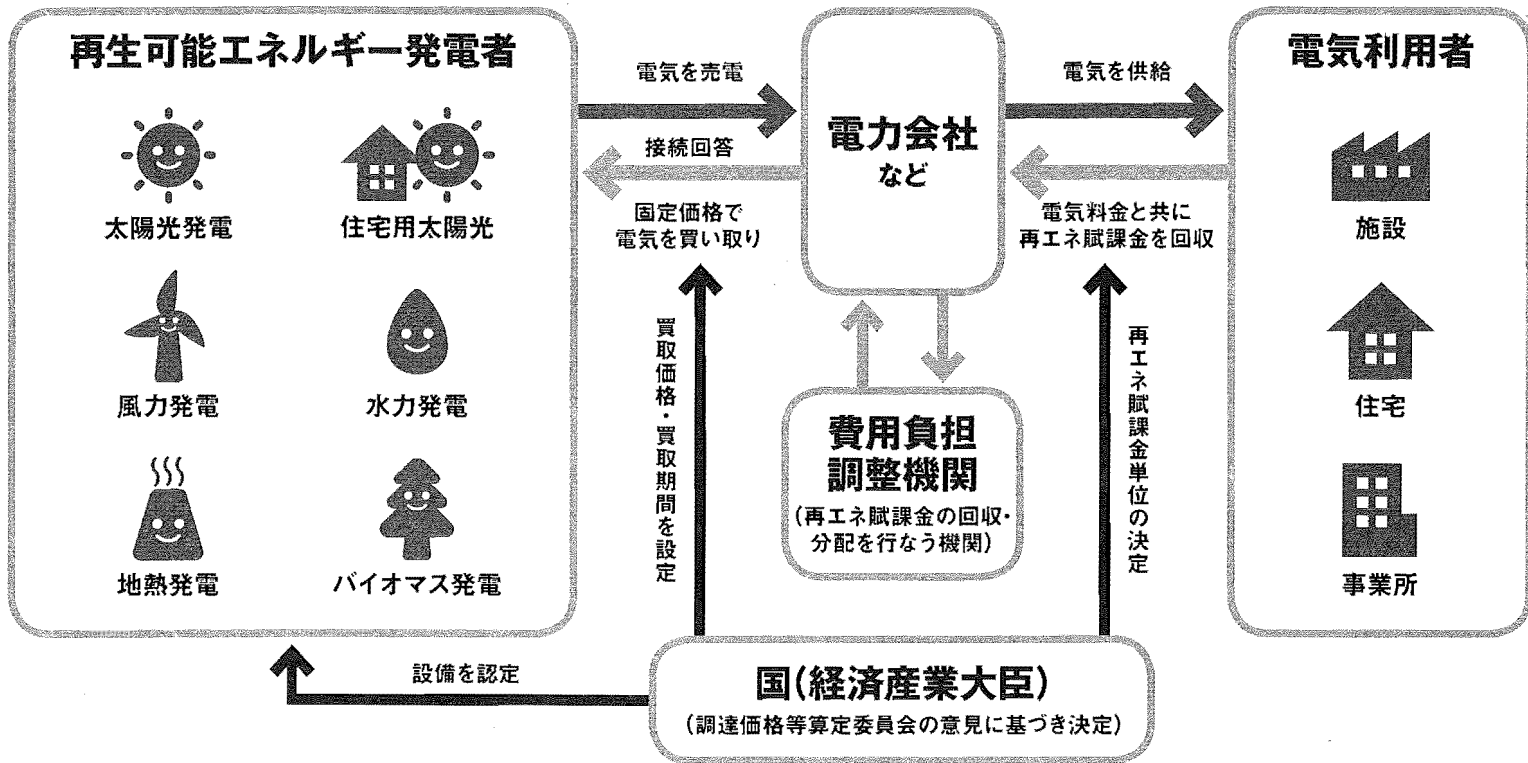 再生可能エネルギー発電者
太陽光発電
住宅用太陽光
風力発電
水力発電
地熱発電
バイオマス発電
電気を売電
接続回答
固定価格で
電気を買い取り
電力会社
など
電気を供給
電気料金と共に
再エネ賦課金を回収
電気利用者
施設
住宅
事業所
買取価格・買取期間を設定
費用負担
調整機関
(再エネ賦課金の回収・
分配を行なう機関)
再エネ賦課金単位の決定
設備を認定
国(経済産業大臣)
(調達価格等算定委員会の意見に基づき決定)